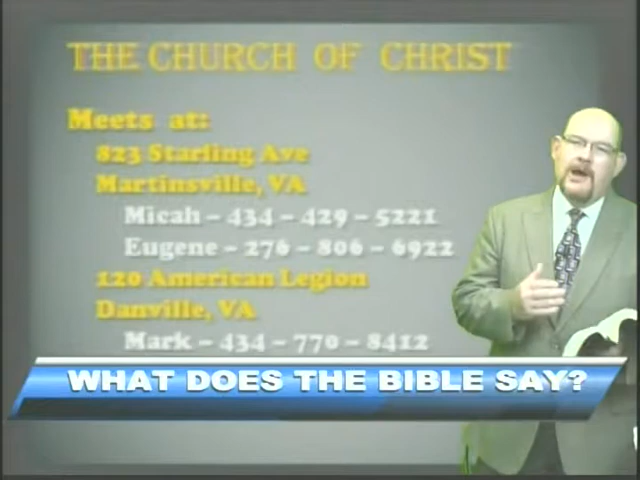 THE CHURCH OF CHRIST
Meets at:
823 Starling Ave
Martinsville, VA
Micah – 434 – 429 – 5221
Eugene – 276 – 806 – 6922
120 American Legion
Danville, VA
Mark – 434 – 770 – 8412
WHAT DOES THE BIBLE SAY?